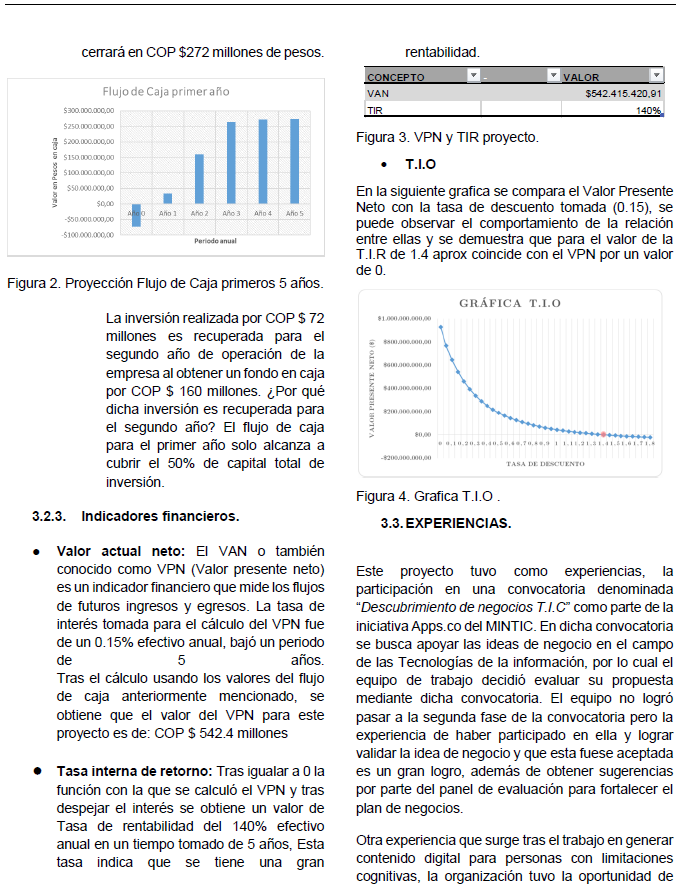 cerrará en COP $272 millones de pesos.
Flujo de Caja primer año
$300.000.000,00
$250.000.000,00
$200.000.000,00
$150.000.000,00
$100.000.000,00
$50.000.000,00
$0,00
-$50.000.000,00
-$100.000.000,00
Valor en Pesos en caja
Año 0 Año 1 Año 2 Año 3 Año 4 Año 5
Periodo anual
Figura 2. Proyección Flujo de Caja primeros 5 años.
La inversión realizada por COP $ 72
millones es recuperada para el
segundo año de operación de la
empresa al obtener un fondo en caja
por COP $ 160 millones. ¿Por qué
dicha inversión es recuperada para
el segundo año? El flujo de caja
para el primer año solo alcanza a
cubrir el 50% de capital total de
inversión.
3.2.3. Indicadores financieros.
● Valor actual neto: El VAN o también
conocido como VPN (Valor presente neto)
es un indicador financiero que mide los flujos
de futuros ingresos y egresos. La tasa de
interés tomada para el cálculo del VPN fue
de un 0.15% efectivo anual, bajó un periodo
de 5 años.
Tras el cálculo usando los valores del flujo
de caja anteriormente mencionado, se
obtiene que el valor del VPN para este
proyecto es de: COP $ 542.4 millones
● Tasa interna de retorno: Tras igualar a 0 la
función con la que se calculó el VPN y tras
despejar el interés se obtiene un valor de
Tasa de rentabilidad del 140% efectivo
anual en un tiempo tomado de 5 años, Esta
tasa indica que se tiene una gran
rentabilidad.
CONCEPTO - VALOR
VAN $542.415.420,91
TIR 140%
Figura 3. VPN y TIR proyecto.
• T.I.O
En la siguiente grafica se compara el Valor Presente
Neto con la tasa de descuento tomada (0.15), se
puede observar el comportamiento de la relación
entre ellas y se demuestra que para el valor de la
T.I.R de 1.4 aprox coincide con el VPN por un valor
de 0.
GRÁFICA T.I.O
$1.000.000.000,00
$800.000.000,00
$600.000.000,00
$400.000.000,00
$200.000.000,00
$0,00
-$200.000.000,00
VALOR PRESENTE NETO ($)
0 0.10.20.30.40.50.60.70.80.9 1 1.11.21.31.41.51.61.71.8
TASA DE DESCUENTO
Figura 4. Grafica T.I.O .
3.3. EXPERIENCIAS.
Este proyecto tuvo como experiencias, la
participación en una convocatoria denominada
“Descubrimiento de negocios T.I.C” como parte de la
iniciativa Apps.co del MINTIC. En dicha convocatoria
se busca apoyar las ideas de negocio en el campo
de las Tecnologías de la información, por lo cual el
equipo de trabajo decidió evaluar su propuesta
mediante dicha convocatoria. El equipo no logró
pasar a la segunda fase de la convocatoria pero la
experiencia de haber participado en ella y lograr
validar la idea de negocio y que esta fuese aceptada
es un gran logro, además de obtener sugerencias
por parte del panel de evaluación para fortalecer el
plan de negocios.
Otra experiencia que surge tras el trabajo en generar
contenido digital para personas con limitaciones
cognitivas, la organización tuvo la oportunidad de